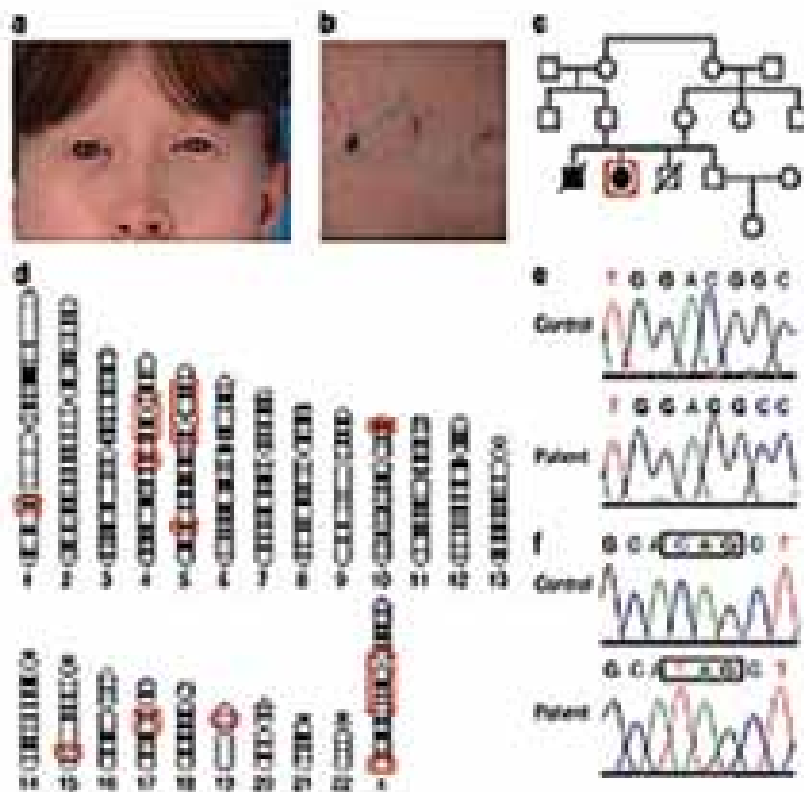 a b c
d
1 2 3 4 5 6 7 8 9 10 11 12 13
14 15 16 17 18 19 20 21 22 X
e
T G G A C G G C
Control
T G G A G G C C
Patient
f
G C A C A G C T
Control
G C A T A G C T
Patient